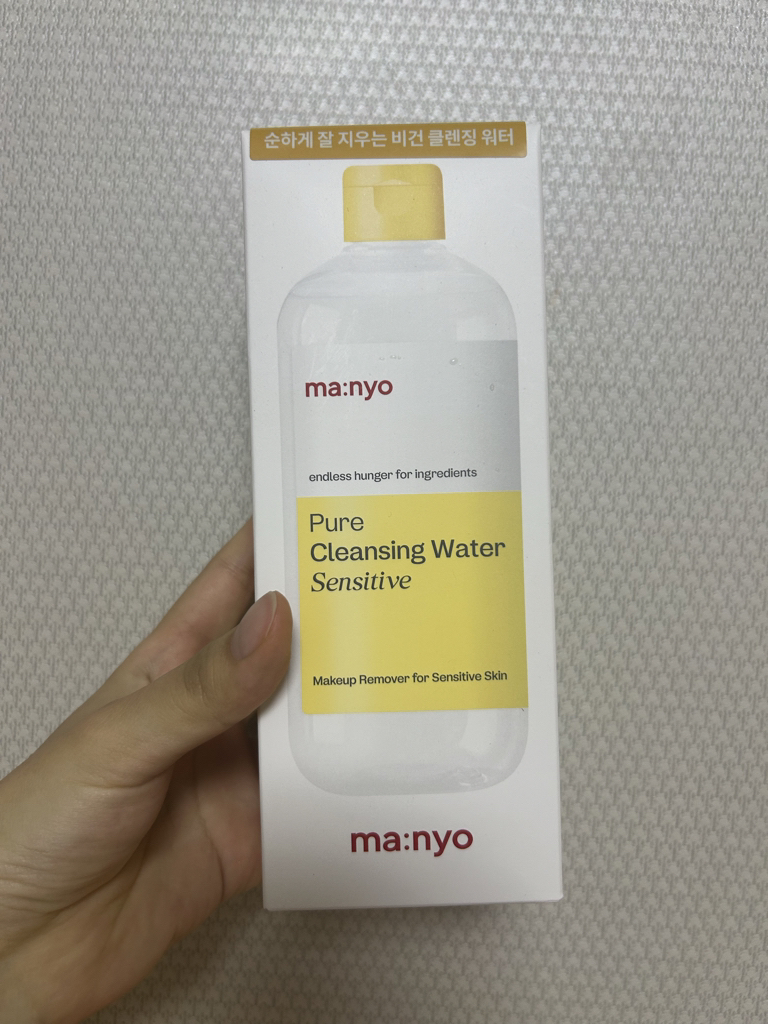 순하게 잘 지우는 비건 클렌징 워터
ma:nyo
endless hunger for ingredients
Pure
Cleansing Water
Sensitive
Makeup Remover for Sensitive Skin
ma:nyo